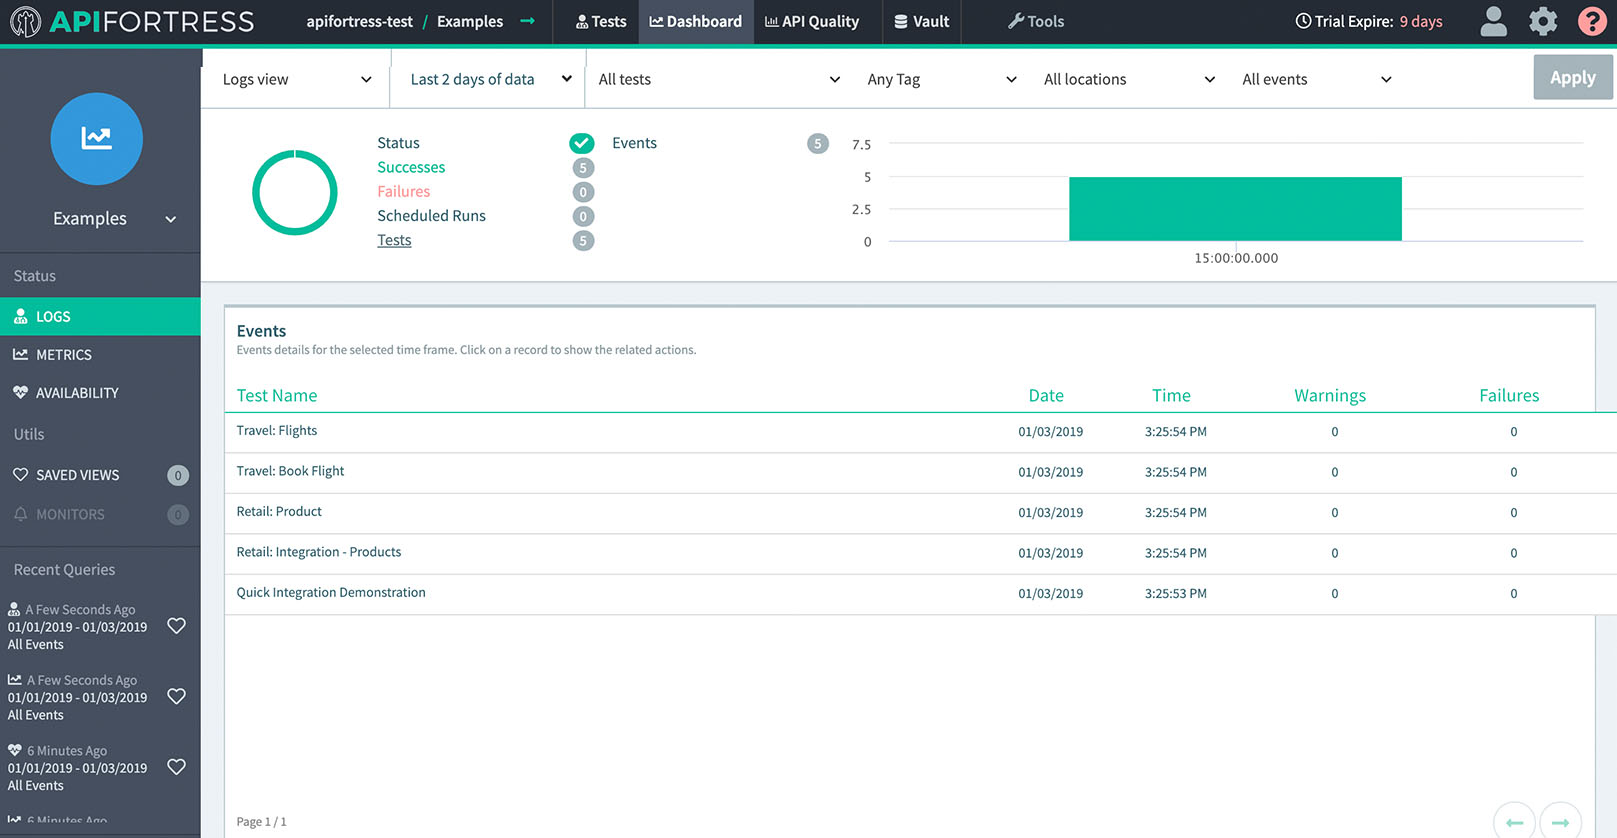 APIFORTRESS
apifortress-test / Examples
Tests
Dashboard
API Quality
Vault
Tools
Trial Expire: 9 days
?
Examples
Status
LOGS
METRICS
AVAILABILITY
Utils
SAVED VIEWS 0
MONITORS 0
Recent Queries
A Few Seconds Ago
01/01/2019 - 01/03/2019
All Events
A Few Seconds Ago
01/01/2019 - 01/03/2019
All Events
6 Minutes Ago
01/01/2019 - 01/03/2019
All Events
6 Minutes Ago
Logs view
Last 2 days of data
All tests
Any Tag
All locations
All events
Apply
Status
Successes 5
Failures 0
Scheduled Runs 0
Tests 5
Events 5
7.5
5
2.5
0
15:00:00.000
Events
Events details for the selected time frame. Click on a record to show the related actions.
Test Name Date Time Warnings Failures
Travel: Flights 01/03/2019 3:25:54 PM 0 0
Travel: Book Flight 01/03/2019 3:25:54 PM 0 0
Retail: Product 01/03/2019 3:25:54 PM 0 0
Retail: Integration - Products 01/03/2019 3:25:54 PM 0 0
Quick Integration Demonstration 01/03/2019 3:25:53 PM 0 0
Page 1 / 1